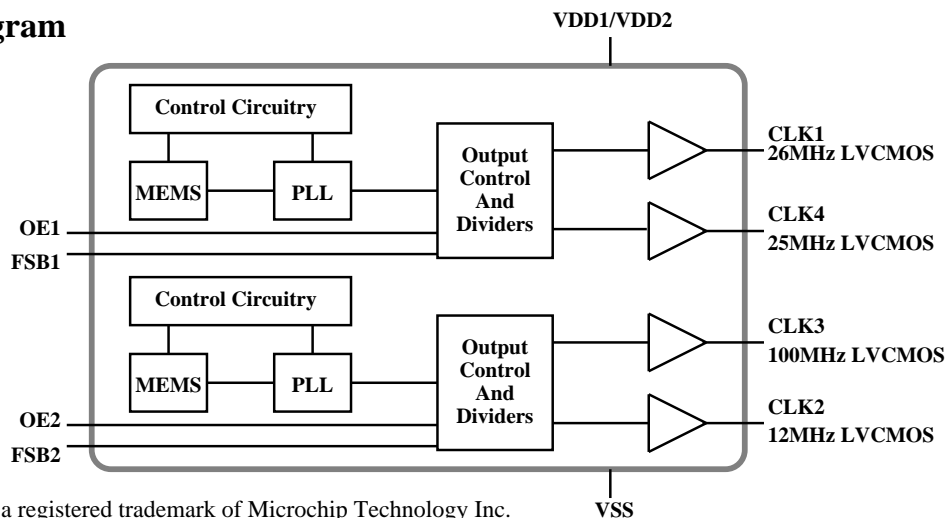 gram
VDD1/VDD2
Control Circuitry
MEMS
PLL
Output
Control
And
Dividers
CLK1
26MHz LVCMOS
CLK4
25MHz LVCMOS
OE1
FSB1
Control Circuitry
MEMS
PLL
Output
Control
And
Dividers
CLK3
100MHz LVCMOS
CLK2
12MHz LVCMOS
OE2
FSB2
VSS
a registered trademark of Microchip Technology Inc.